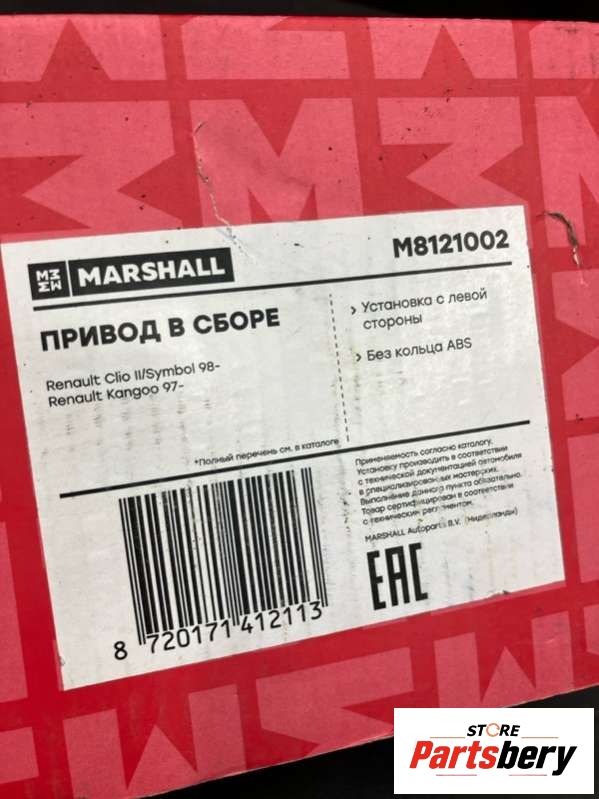 MARSHALL
M8121002
ПРИВОД В СБОРЕ
Renault Clio II/Symbol 98-
Renault Kangoo 97-
› Установка с левой
стороны
› Без кольца ABS
*Полный перечень см. в каталоге
Применяемость согласно каталогу.
Установку производить в соответствии
с технической документацией автомобиля
в специализированных мастерских.
Выполнение данного пункта обязательно.
Товар сертифицирован в соответствии
с техническим регламентом.
MARSHALL Autoparts B.V. (Нидерланды)
8 720171 412113
EAC
STORE
Partsbery